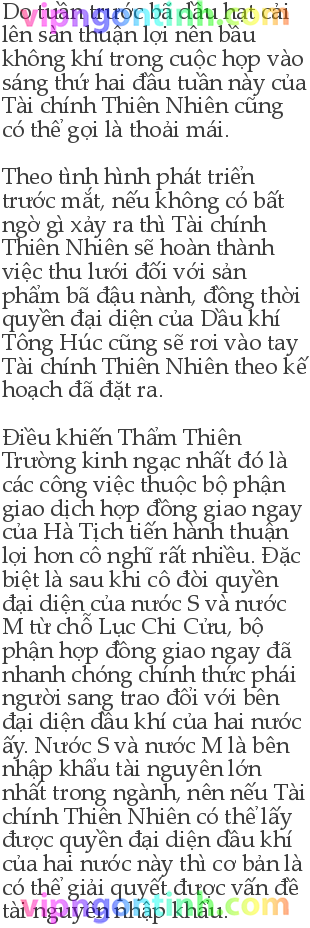 Do tuần trước bã dầu hạt cải
lên sàn thuận lợi nên bầu
không khí trong cuộc họp vào
sáng thứ hai đầu tuần này của
Tài chính Thiên Nhiên cũng
có thể gọi là thoải mái.
Theo tình hình phát triển
trước mắt, nếu không có bất
ngờ gì xảy ra thì Tài chính
Thiên Nhiên sẽ hoàn thành
việc thu lưới đối với sản
phẩm bã đậu nành, đồng thời
quyền đại diện của Dầu khí
Tông Húc cũng sẽ rơi vào tay
Tài chính Thiên Nhiên theo kế
hoạch đã đặt ra.
Điều khiến Thẩm Thiên
Trường kinh ngạc nhất đó là
các công việc thuộc bộ phận
giao dịch hợp đồng giao ngay
của Hà Tịch tiến hành thuận
lợi hơn cô nghĩ rất nhiều. Đặc
biệt là sau khi cô đòi quyền
đại diện của nước S và nước
M từ chỗ Lục Chi Cửu, bộ
phận hợp đồng giao ngay đã
nhanh chóng chính thức phái
người sang trao đổi với bên
đại diện dầu khí của hai nước
ấy. Nước S và nước M là bên
nhập khẩu tài nguyên lớn
nhất trong ngành, nên nếu Tài
chính Thiên Nhiên có thể lấy
được quyền đại diện dầu khí
của hai nước này thì cơ bản là
có thể giải quyết được vấn đề
tài nguyên nhập khẩu.
vipngontinh.com